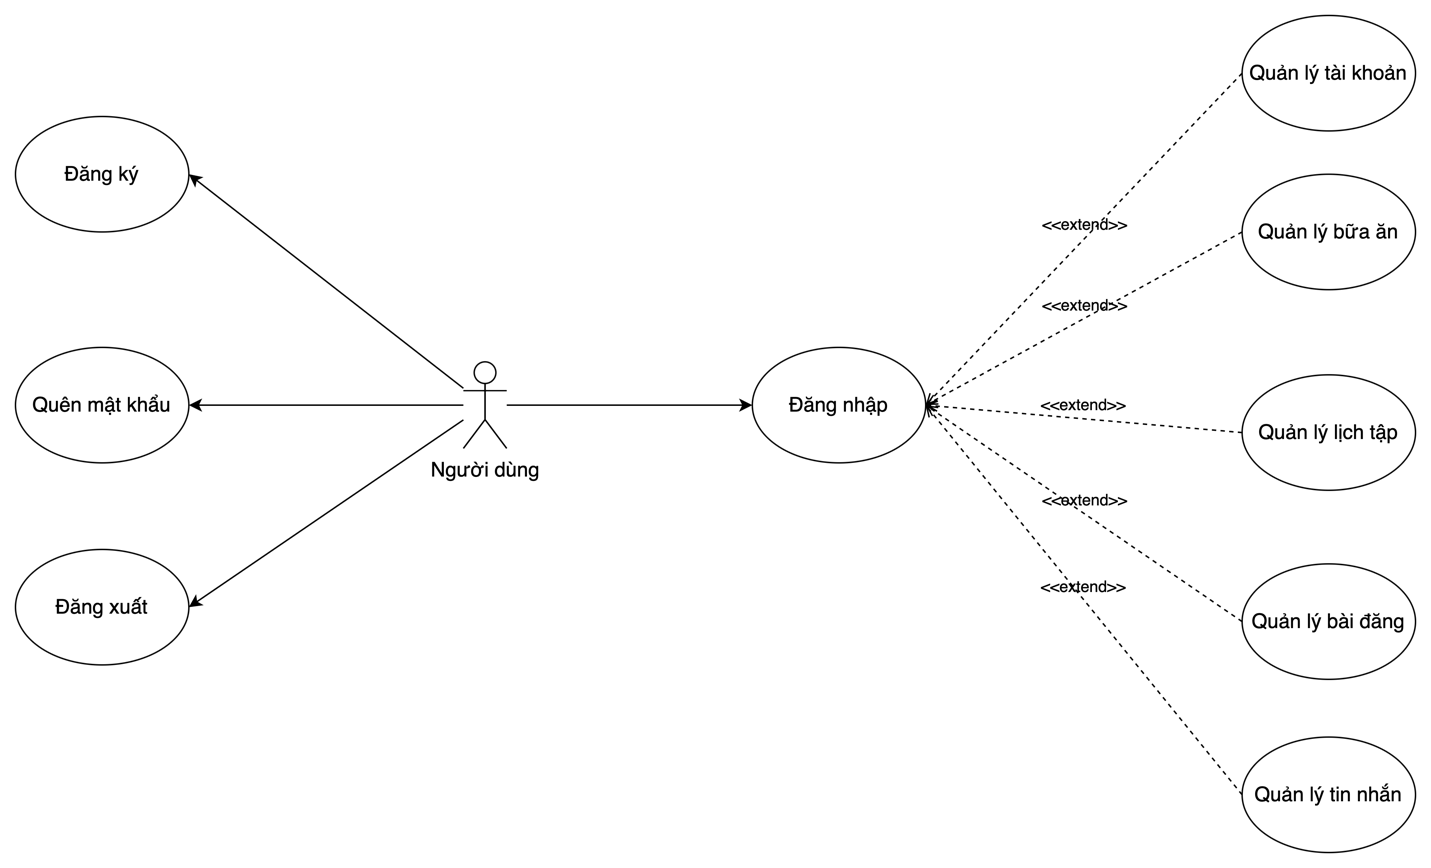 Quản lý tài khoản
Đăng ký
<<extend>>
Quản lý bữa ăn
<<extend>>
Quên mật khẩu
Người dùng
Đăng nhập
<<extend>>
Quản lý lịch tập
<<extend>>
Đăng xuất
<<extend>>
Quản lý bài đăng
Quản lý tin nhắn